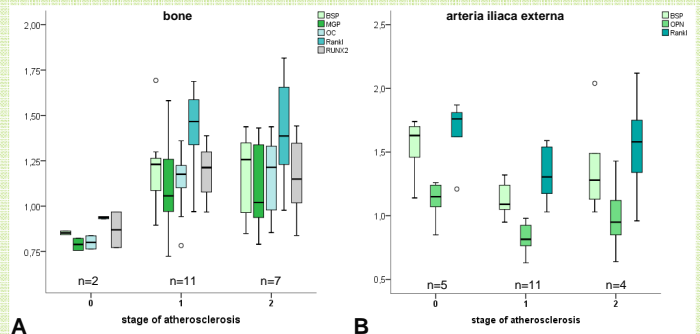 bone
BSP
MGP
OC
Rankl
RUNX2
2,00
1,75
1,50
1,25
1,00
0,75
n=2 n=11 n=7
0 1 2
stage of atherosclerosis
A
arteria iliaca externa
BSP
OPN
Rankl
2,5
2,0
1,5
1,0
0,5
n=5 n=11 n=4
0 1 2
stage of atherosclerosis
B